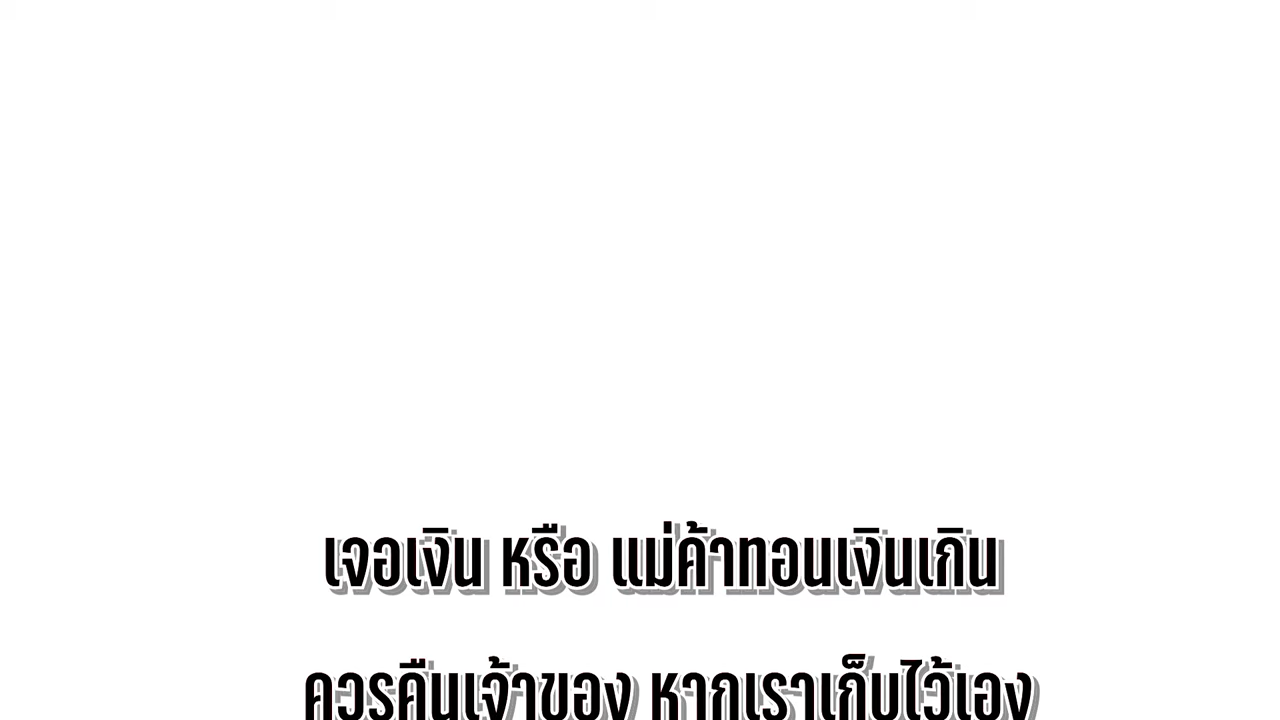 เจอเงิน หรือ แม่ค้าทอนเงินเกิน
ควรคืนเจ้าของ หากเราเก็บไว้เอง